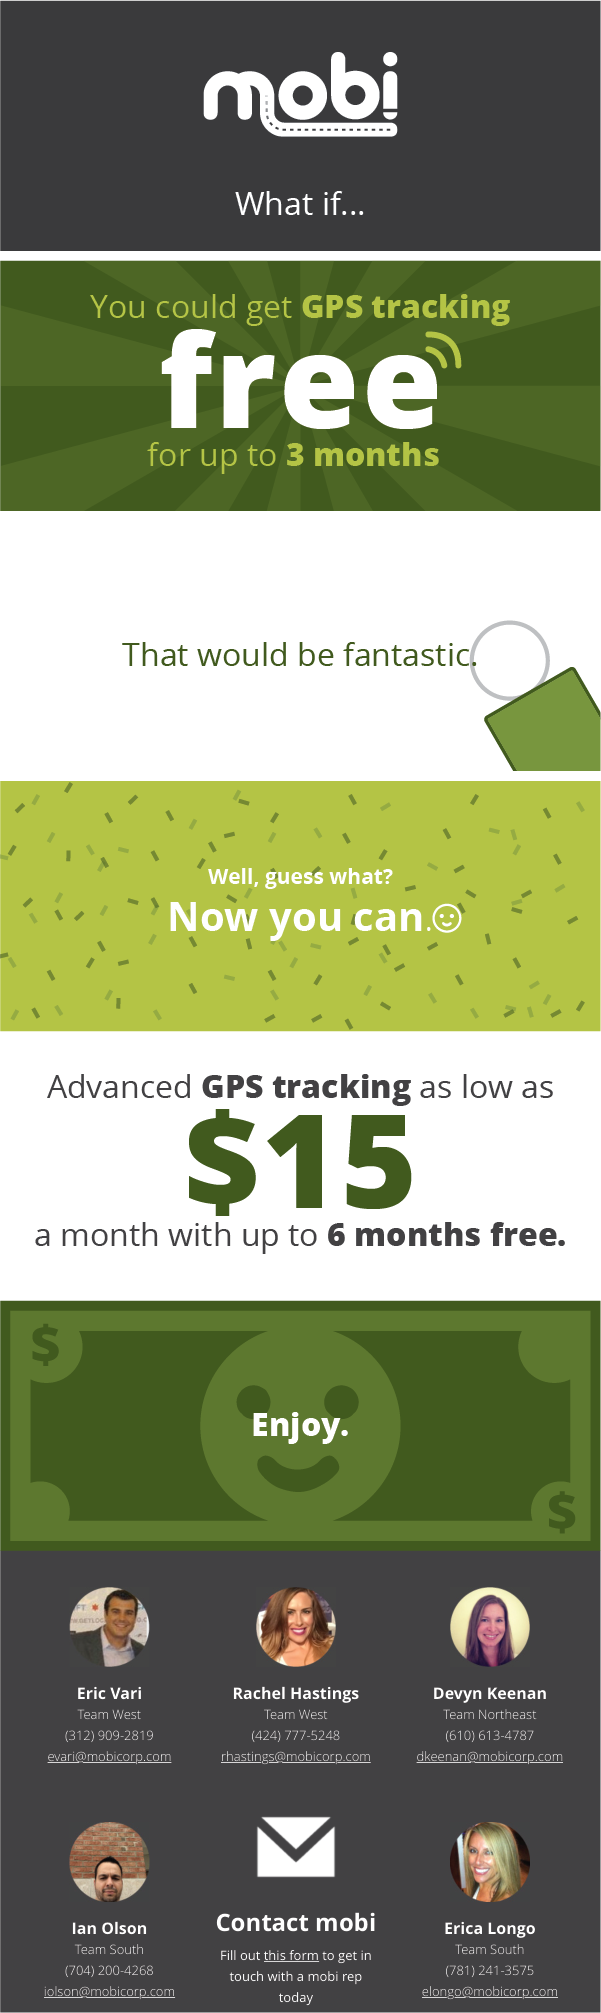 mobi
What if...
You could get GPS tracking
free
for up to 3 months
That would be fantastic.
Well, guess what?
Now you can.
Advanced GPS tracking as low as
$15
a month with up to 6 months free.
$
Enjoy.
$
Eric Vari
Team West
(312) 909-2819
evari@mobicorp.com
Rachel Hastings
Team West
(424) 777-5248
rhastings@mobicorp.com
Devyn Keenan
Team Northeast
(610) 613-4787
dkeenan@mobicorp.com
Ian Olson
Team South
(704) 200-4268
iolson@mobicorp.com
Contact mobi
Fill out this form to get in
touch with a mobi rep
today
Erica Longo
Team South
(781) 241-3575
elongo@mobicorp.com